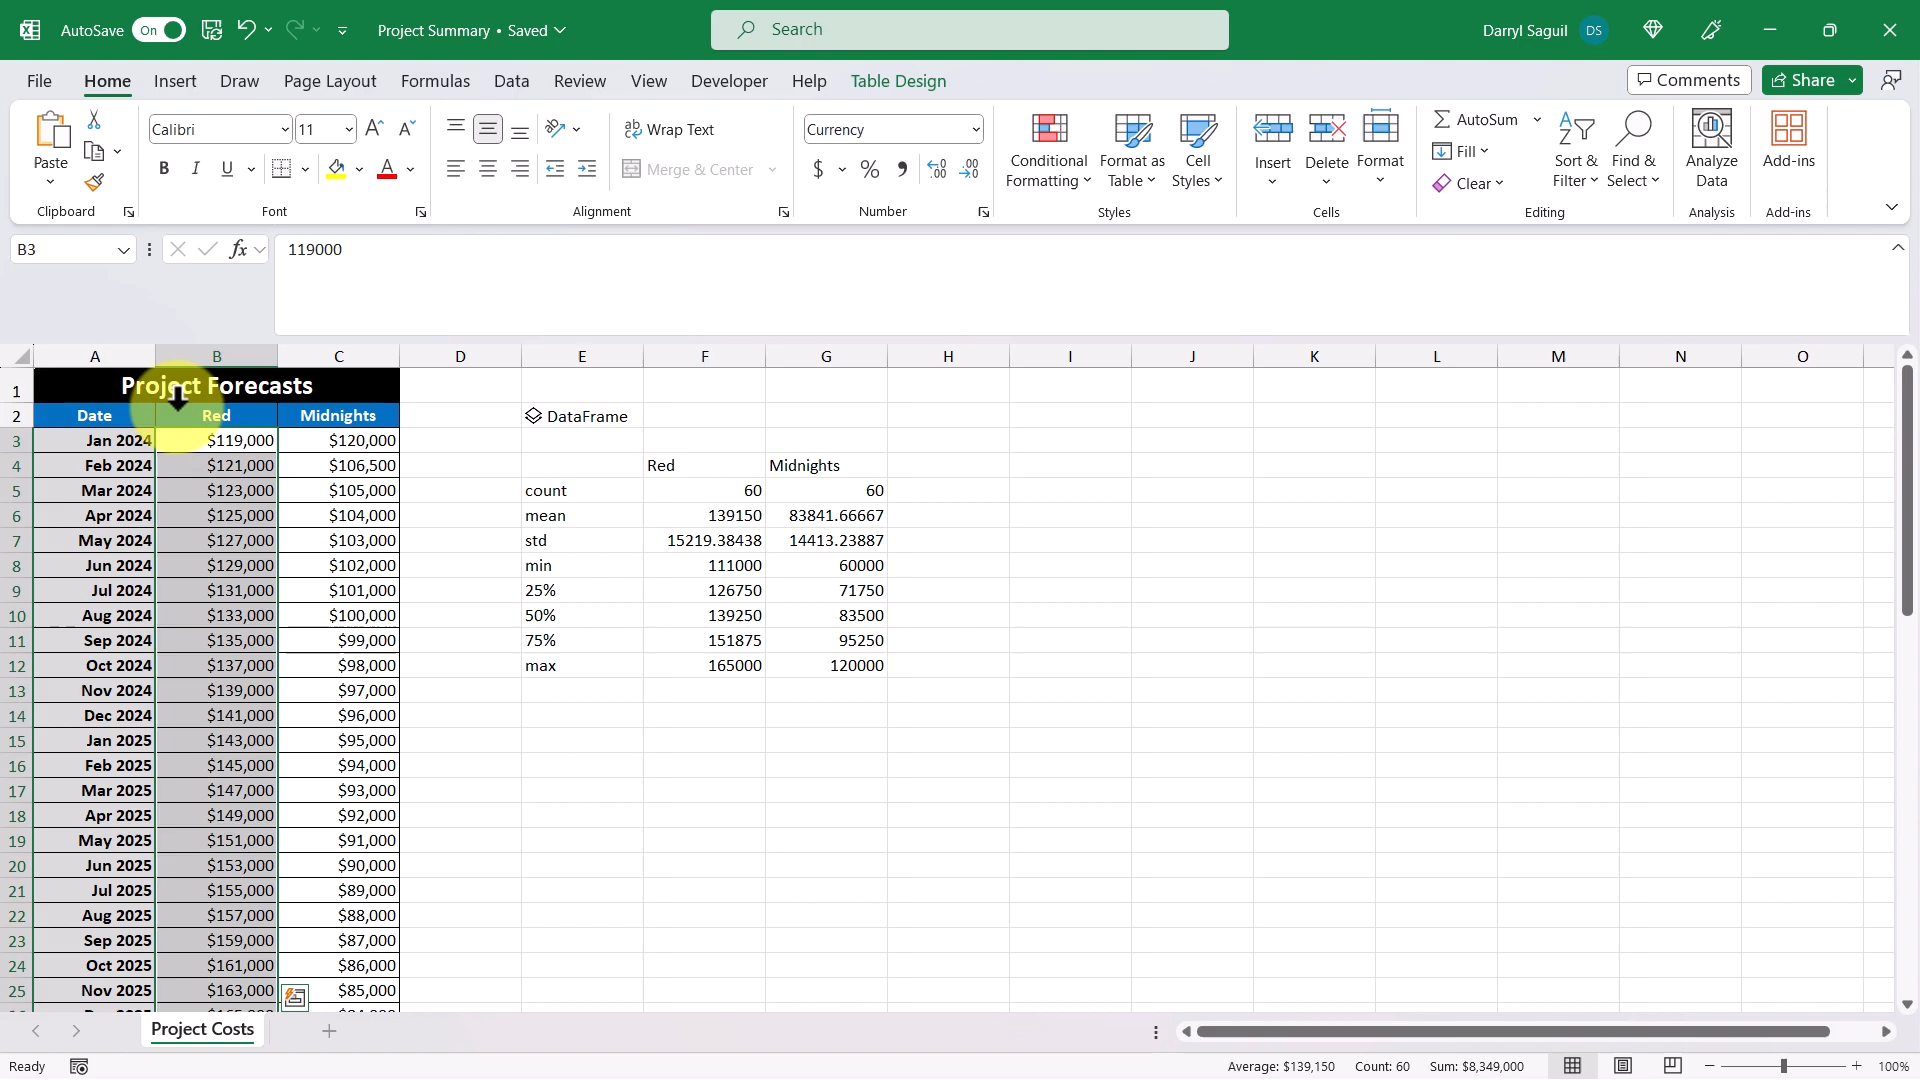 AutoSave On Project Summary • Saved Search Darryl Saguil DS
File Home Insert Draw Page Layout Formulas Data Review View Developer Help Table Design Comments Share
Paste Calibri 11 Wrap Text Currency Conditional Formatting Format as Table Cell Styles Insert Delete Format AutoSum Sort & Filter Find & Select Analyze Data Add-ins
B I U A Merge & Center $ % Fill
Clear
Clipboard Font Alignment Number Styles Cells Editing Analysis Add-ins
B3 fx 119000
A B C D E F G H I J K L M N O
1 Project Forecasts
2 Date Red Midnights DataFrame
3 Jan 2024 $119,000 $120,000
4 Feb 2024 $121,000 $106,500 Red Midnights
5 Mar 2024 $123,000 $105,000 count 60 60
6 Apr 2024 $125,000 $104,000 mean 139150 83841.66667
7 May 2024 $127,000 $103,000 std 15219.38438 14413.23887
8 Jun 2024 $129,000 $102,000 min 111000 60000
9 Jul 2024 $131,000 $101,000 25% 126750 71750
10 Aug 2024 $133,000 $100,000 50% 139250 83500
11 Sep 2024 $135,000 $99,000 75% 151875 95250
12 Oct 2024 $137,000 $98,000 max 165000 120000
13 Nov 2024 $139,000 $97,000
14 Dec 2024 $141,000 $96,000
15 Jan 2025 $143,000 $95,000
16 Feb 2025 $145,000 $94,000
17 Mar 2025 $147,000 $93,000
18 Apr 2025 $149,000 $92,000
19 May 2025 $151,000 $91,000
20 Jun 2025 $153,000 $90,000
21 Jul 2025 $155,000 $89,000
22 Aug 2025 $157,000 $88,000
23 Sep 2025 $159,000 $87,000
24 Oct 2025 $161,000 $86,000
25 Nov 2025 $163,000 $85,000
Project Costs
Ready Average: $139,150 Count: 60 Sum: $8,349,000 100%